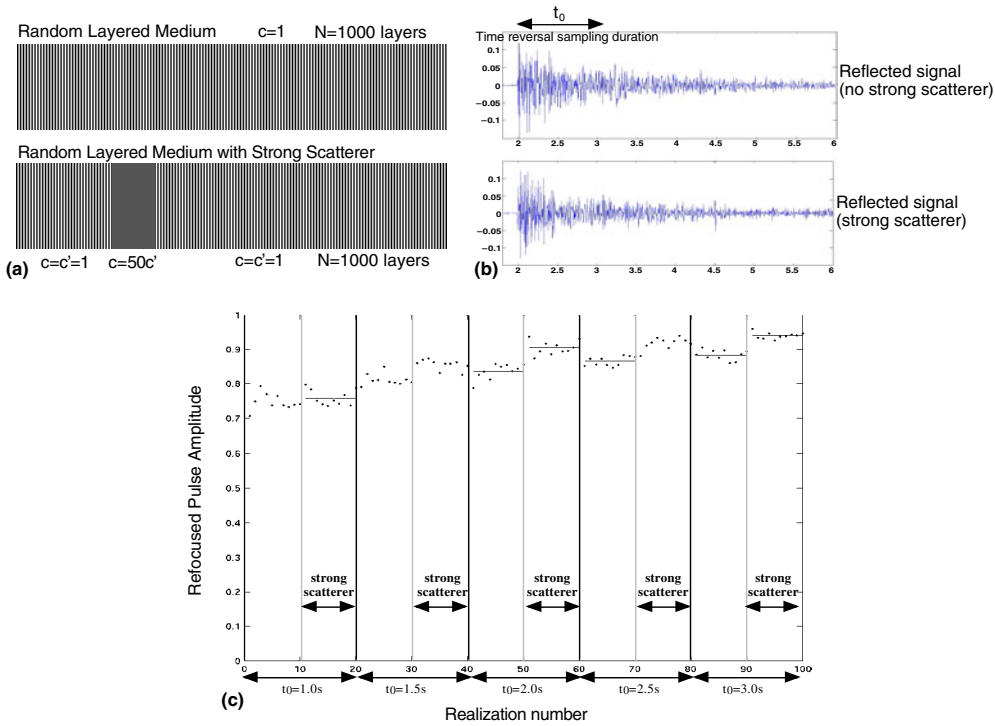 Random Layered Medium c=1 N=1000 layers
Random Layered Medium with Strong Scatterer
c=c'=1 c=50c' c=c'=1 N=1000 layers
(a)
t₀
Time reversal sampling duration
0.1
0.05
0
−0.05
−0.1
2 2.5 3 3.5 4 4.5 5 5.5 6
Reflected signal
(no strong scatterer)
0.1
0.05
0
−0.05
−0.1
2 2.5 3 3.5 4 4.5 5 5.5 6
Reflected signal
(strong scatterer)
(b)
Refocused Pulse Amplitude
1
0.9
0.8
0.7
0.6
0.5
0.4
0.3
0.2
0.1
0
strong scatterer
strong scatterer
strong scatterer
strong scatterer
strong scatterer
0 10 20 30 40 50 60 70 80 90 100
t0=1.0s t0=1.5s t0=2.0s t0=2.5s t0=3.0s
(c)
Realization number